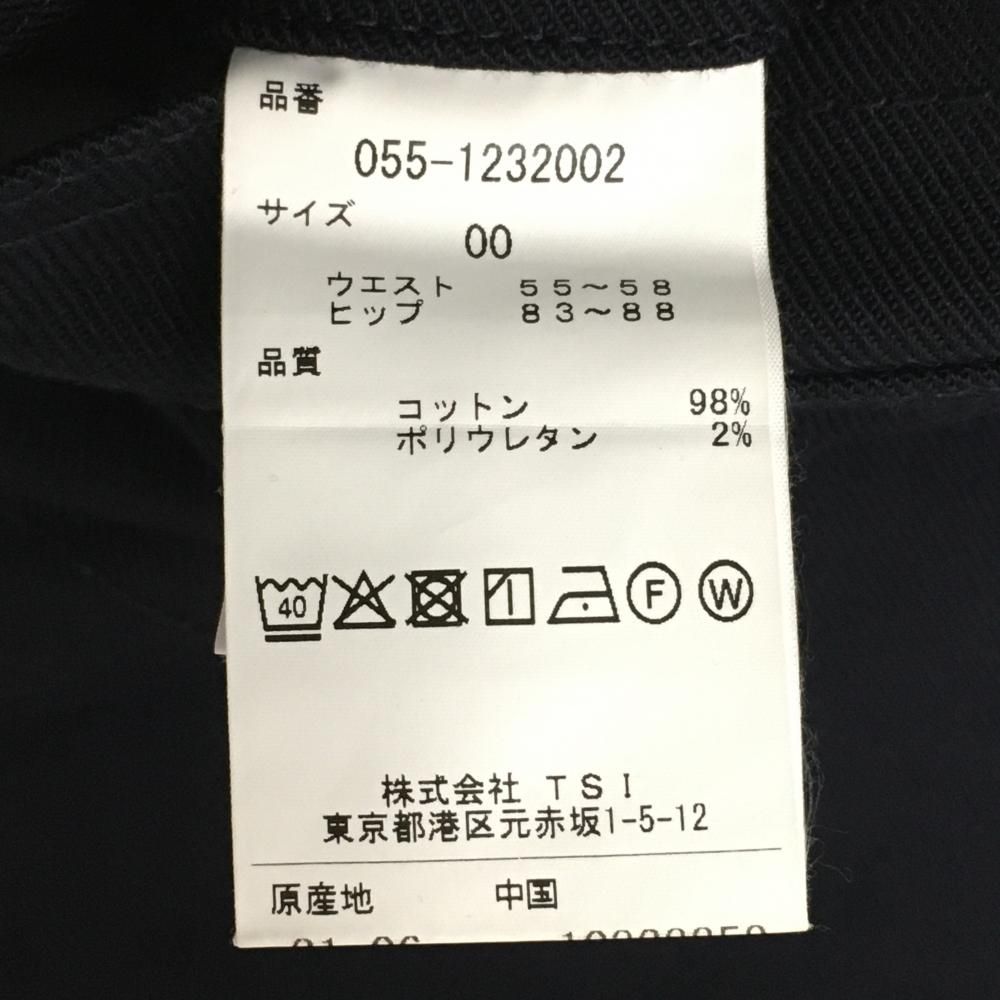 品番
055-1232002
サイズ
00
ウエスト 55～58
ヒップ 83～88
品質
コットン 98%
ポリウレタン 2%
40 F W
株式会社 TSI
東京都港区元赤坂1-5-12
原産地 中国